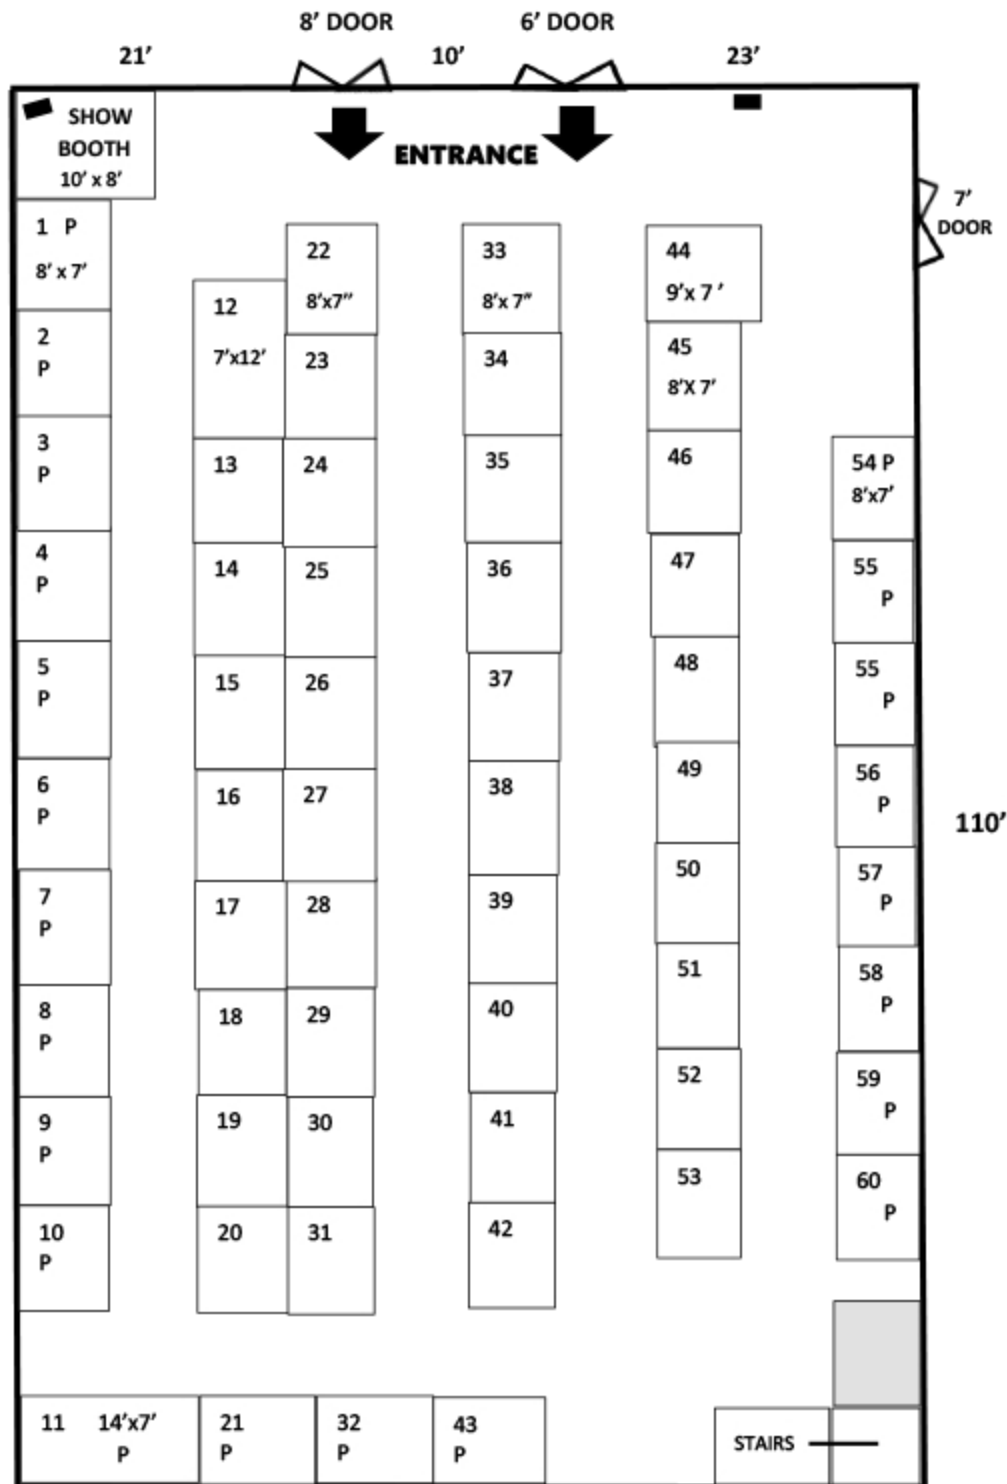 8’ DOOR
6’ DOOR
21’
10’
23’
SHOW
BOOTH
10’ x 8’
ENTRANCE
7’
DOOR
1 P
8’ x 7’
2
P
3
P
4
P
5
P
6
P
7
P
8
P
9
P
10
P
11 14’x7’
P
12
7’x12’
13
14
15
16
17
18
19
20
21
P
22
8’x7’’
23
24
25
26
27
28
29
30
31
32
P
33
8’x 7’’
34
35
36
37
38
39
40
41
42
43
P
44
9’x 7 ’
45
8’X 7’
46
47
48
49
50
51
52
53
54 P
8’x7’
55
P
55
P
56
P
57
P
58
P
59
P
60
P
110’
STAIRS